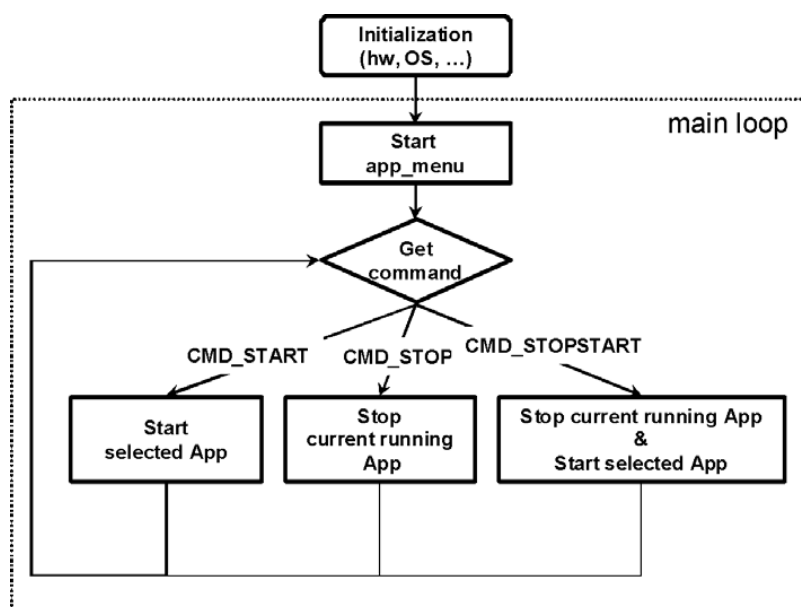 Initialization
(hw, OS, ...)
main loop
Start
app_menu
Get
command
CMD_START
CMD_STOP
CMD_STOPSTART
Start
selected App
Stop
current running
App
Stop current running App
&
Start selected App